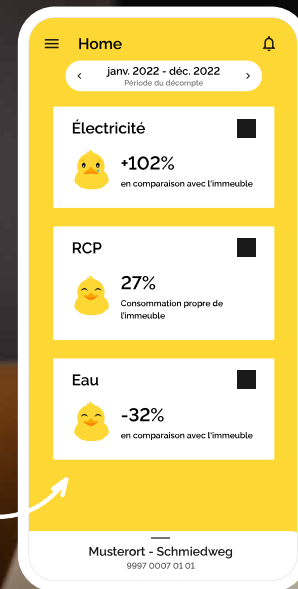 Home
janv. 2022 - déc. 2022
Période du décompte
Électricité
+102%
en comparaison avec l'immeuble
RCP
27%
Consommation propre de
l'immeuble
Eau
-32%
en comparaison avec l'immeuble
Musterort - Schmiedweg
9997 0007 01 01